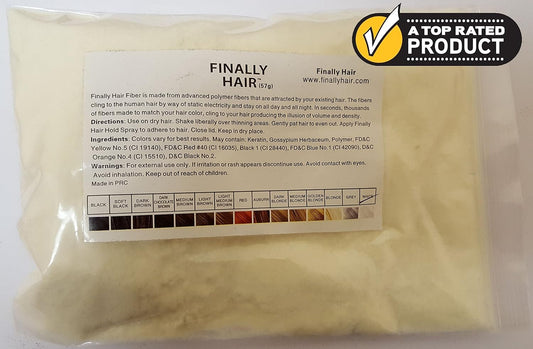 A TOP RATED
PRODUCT
FINALLY
HAIR™ (57g)
Finally Hair
www.finallyhair.com
Finally Hair Fiber is made from advanced polymer fibers that are attracted by your existing hair. The fibers
cling to the human hair by way of static electricity and stay on all day and all night. In seconds, thousands
of fibers made to match your hair color, cling to your hair producing the illusion of volume and density.
Directions: Use on dry hair. Shake liberally over thinning areas. Gently pat hair to even out. Apply Finally
Hair Hold Spray to adhere to hair. Close lid. Keep in dry place.
Ingredients: Colors vary for best results. May contain: Keratin, Gossypium Herbaceum, Polymer, FD&C
Yellow No.5 (CI 19140), FD&C Red #40 (CI 16035), Black 1 (CI 28440), FD&C Blue No.1 (CI 42090), D&C
Orange No.4 (CI 15510), D&C Black No.2.
Warnings: For external use only. If irritation or rash appears discontinue use. Avoid contact with eyes.
Avoid inhalation. Keep out of reach of children.
Made in PRC
BLACK SOFT BLACK DARK BROWN DARK CHOCOLATE BROWN MEDIUM BROWN LIGHT BROWN LIGHT MEDIUM BROWN RED AUBURN DARK BLONDE MEDIUM BLONDE GOLDEN BLONDE BLONDE GREY